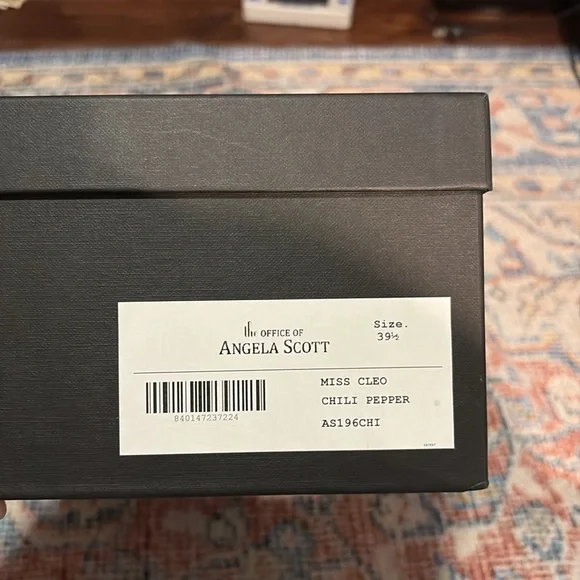 the OFFICE OF
ANGELA SCOTT
Size.
39½
MISS CLEO
CHILI PEPPER
AS196CHI
840147237224